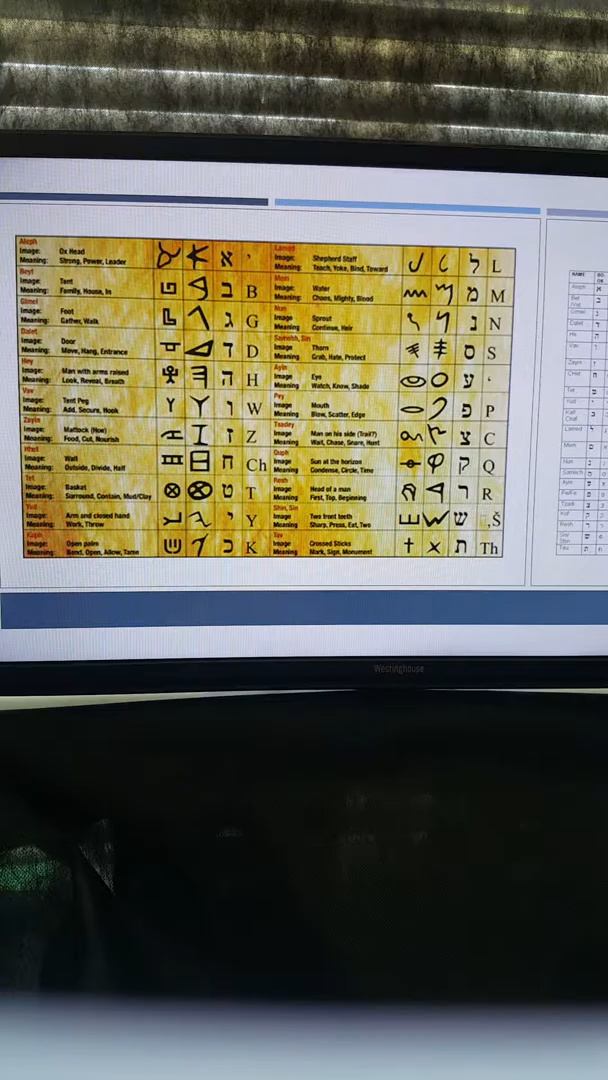 Aleph
Image: Ox Head
Meaning: Strong, Power, Leader
א
Beyt
Image: Tent
Meaning: Family, House, In
ב B
Gimel
Image: Foot
Meaning: Gather, Walk
ג G
Dalet
Image: Door
Meaning: Move, Hang, Entrance
ד D
Hey
Image: Man with arms raised
Meaning: Look, Reveal, Breath
ה H
Vav
Image: Tent Peg
Meaning: Add, Secure, Hook
ו W
Zayin
Image: Mattock (Hoe)
Meaning: Food, Cut, Nourish
ז Z
Image: Wall
Meaning: Outside, Divide, Half
ח Ch
Tet
Image: Basket
Meaning: Surround, Contain, Mud/Clay
ט T
Yud
Image: Arm and closed hand
Meaning: Work, Throw
י Y
Kaph
Image: Open palm
Meaning: Bend, Open, Allow, Tame
כ K
Lamed
Image: Shepherd Staff
Meaning: Teach, Yoke, Bind, Toward
ל L
Mem
Image: Water
Meaning: Chaos, Mighty, Blood
מ M
Nun
Image Sprout
Meaning Continue, Heir
נ N
Samekh, Sin
Image Thorn
Meaning Grab, Hate, Protect
ס S
Ayin
Image Eye
Meaning Watch, Know, Shade
ע
Pey
Image Mouth
Meaning Blow, Scatter, Edge
פ P
Tsadey
Image Man on his side (Trail?)
Meaning Wait, Chase, Snare, Hunt
צ C
Quph
Image Sun at the horizon
Meaning Condense, Circle, Time
ק Q
Resh
Image Head of a man
Meaning First, Top, Beginning
ר R
Shin, Sin
Image Two front teeth
Meaning Sharp, Press, Eat, Two
ש Š
Tav
Image: Crossed Sticks
Meaning Mark, Sign, Monument
ת Th
NAME
Aleph
Dalet
Lamed
Mem
Nun
Resh
Tau
Westinghouse